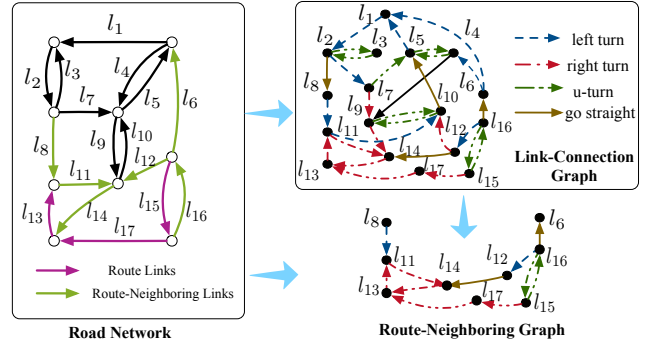 l1
l2
l3
l4
l5
l6
l7
l8
l9
l10
l11
l12
l13
l14
l15
l16
l17
Route Links
Route-Neighboring Links
Road Network
l1
l2
l3
l5
l4
l8
l7
l6
l9
l10
l11
l12
l16
l13
l14
l17
l15
left turn
right turn
u-turn
go straight
Link-Connection
Graph
l8
l6
l11
l14
l12
l16
l13
l17
l15
Route-Neighboring Graph